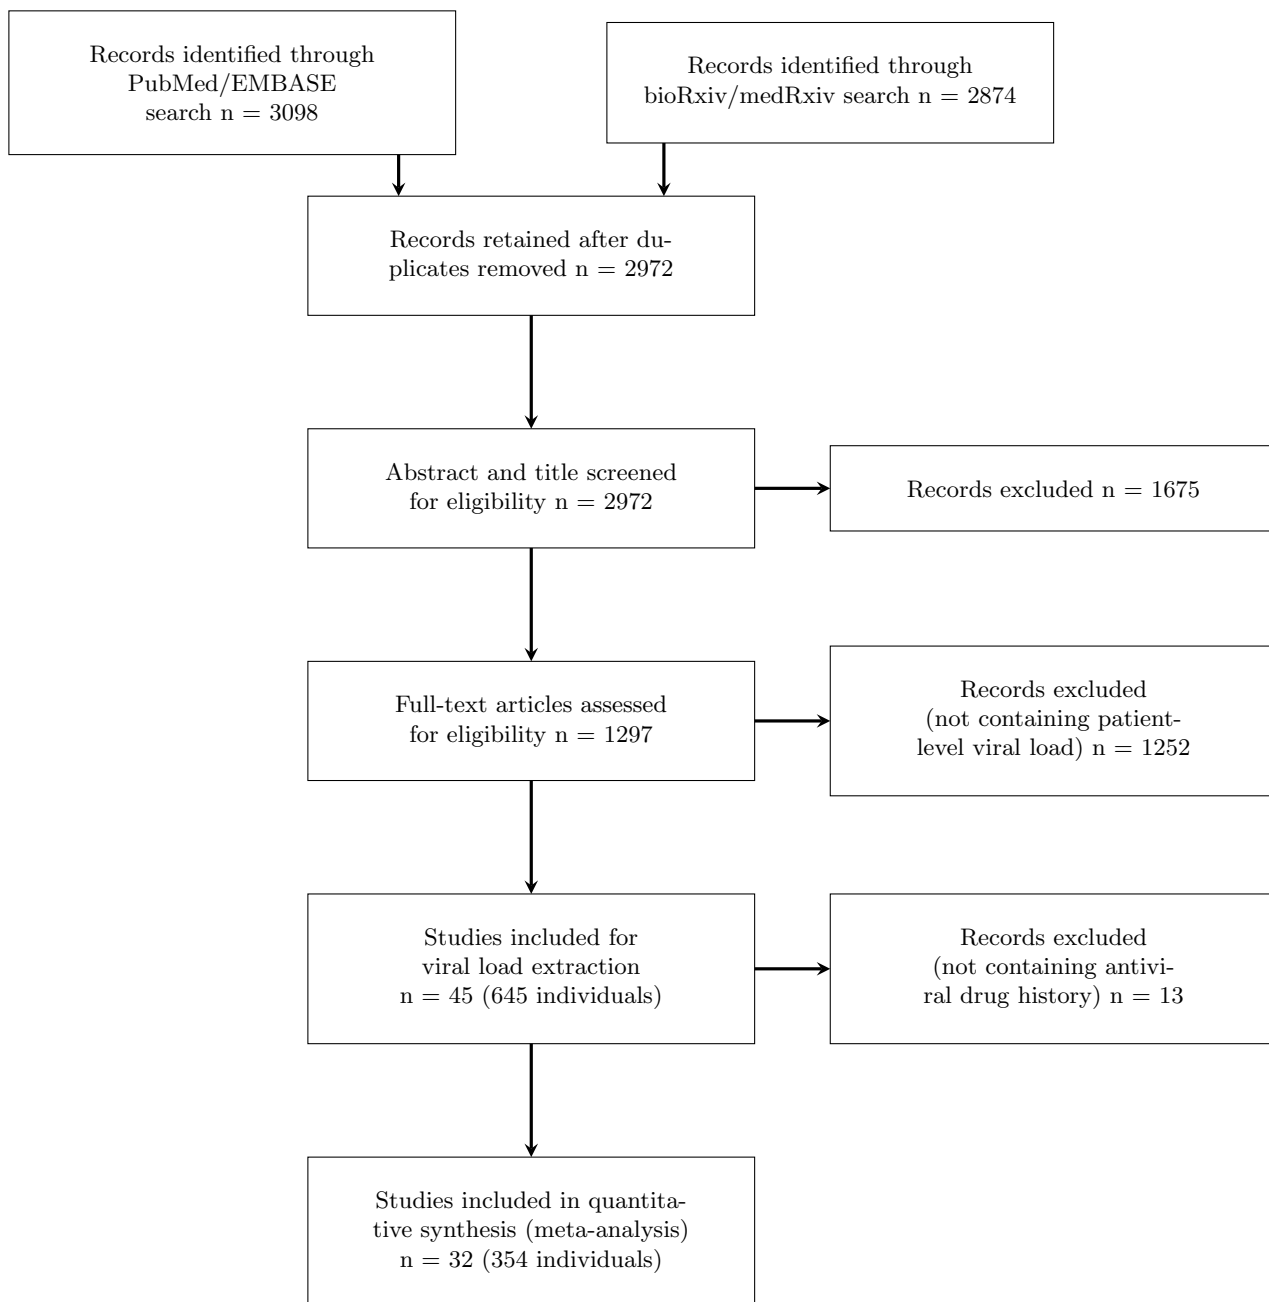 Records identified through
PubMed/EMBASE
search n = 3098
Records identified through
bioRxiv/medRxiv search n = 2874
Records retained after du-
plicates removed n = 2972
Abstract and title screened
for eligibility n = 2972
Records excluded n = 1675
Full-text articles assessed
for eligibility n = 1297
Records excluded
(not containing patient-
level viral load) n = 1252
Studies included for
viral load extraction
n = 45 (645 individuals)
Records excluded
(not containing antivi-
ral drug history) n = 13
Studies included in quantita-
tive synthesis (meta-analysis)
n = 32 (354 individuals)